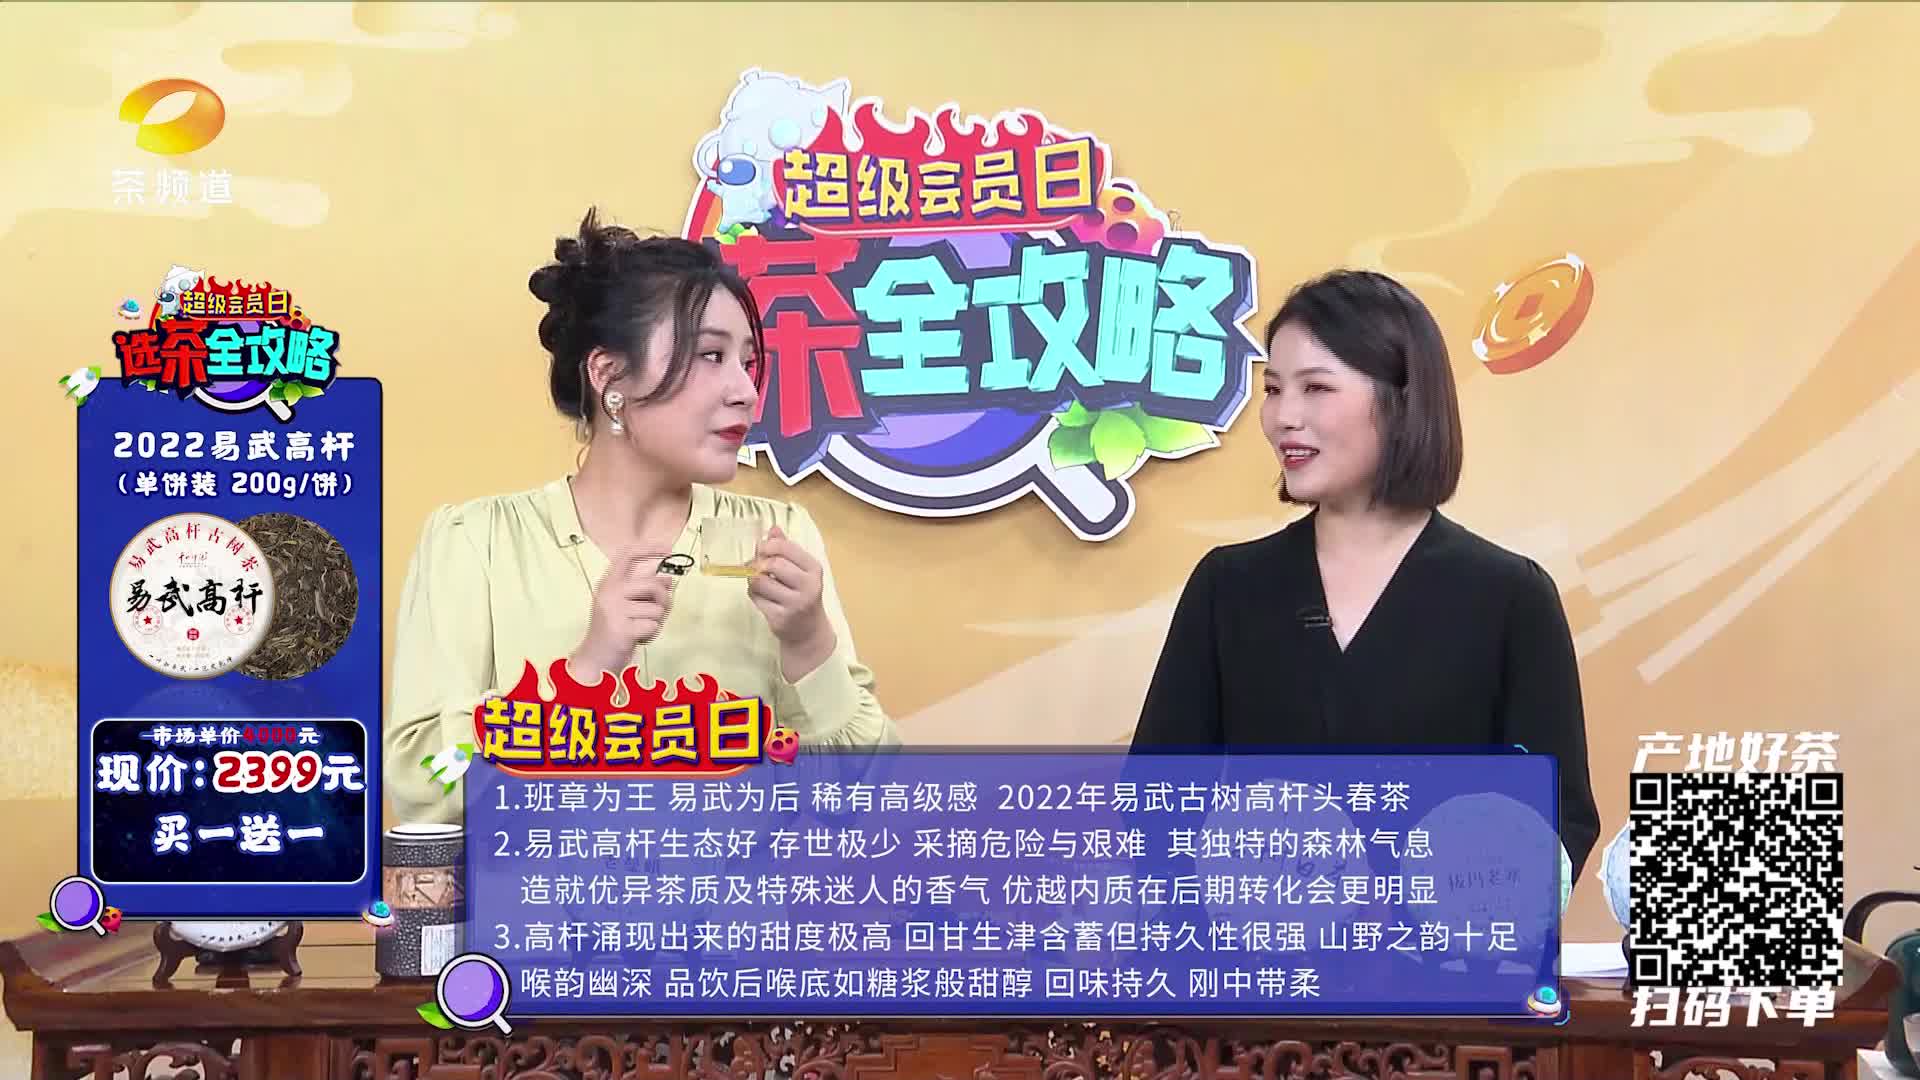 茶频道
超级会员日
茶全攻略
超级会员日
选茶全攻略
2022易武高杆
（单饼装 200g/饼）
易武高杆古树茶
易武高杆
市场单价4000元
现价：2399元
买一送一
超级会员日
1.班章为王 易武为后 稀有高级感 2022年易武古树高杆头春茶
2.易武高杆生态好 存世极少 采摘危险与艰难 其独特的森林气息
造就优异茶质及特殊迷人的香气 优越内质在后期转化会更明显
3.高杆涌现出来的甜度极高 回甘生津含蓄但持久性很强 山野之韵十足
喉韵幽深 品饮后喉底如糖浆般甜醇 回味持久 刚中带柔
产地好茶
扫码下单